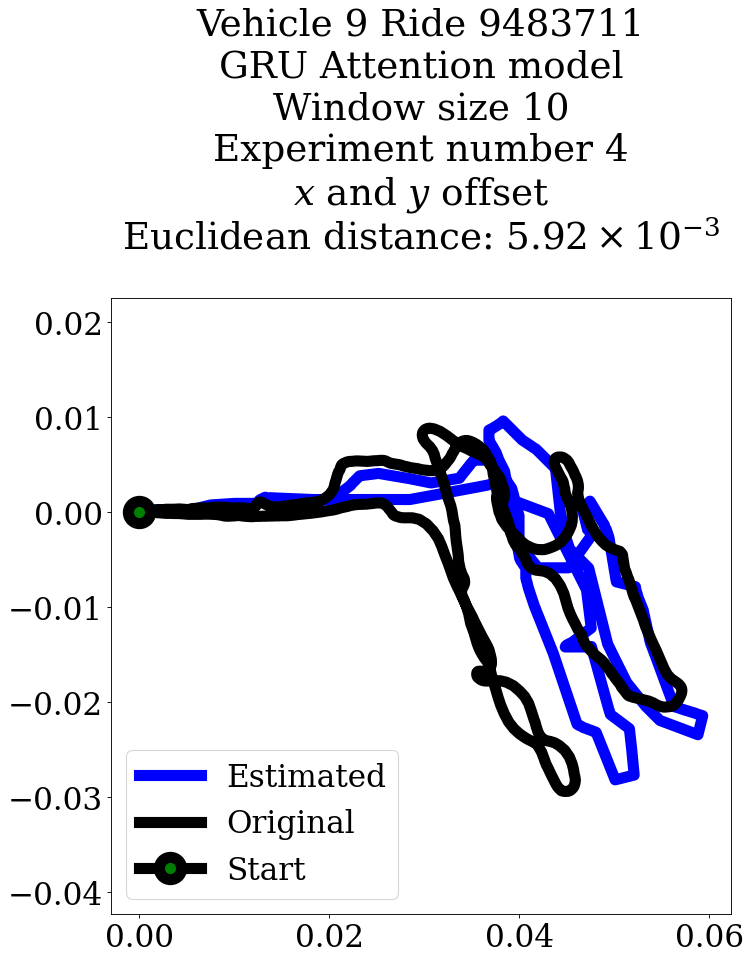 Vehicle 9 Ride 9483711
GRU Attention model
Window size 10
Experiment number 4
x and y offset
Euclidean distance: 5.92 × 10⁻³
0.02
0.01
0.00
−0.01
−0.02
−0.03
−0.04
Estimated
Original
Start
0.00 0.02 0.04 0.06